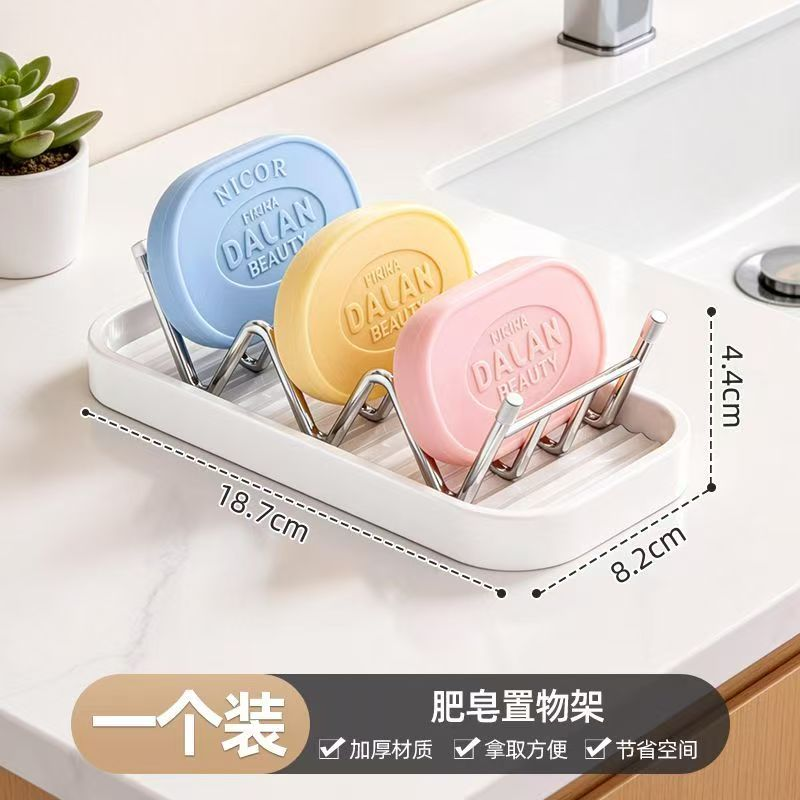 NICOR
FIRIKA
DALAN
BEAUTY
FIRIKA
DALAN
BEAUTY
NICIKA
DALAN
BEAUTY
4.4cm
18.7cm
8.2cm
一个装
肥皂置物架
加厚材质 拿取方便 节省空间